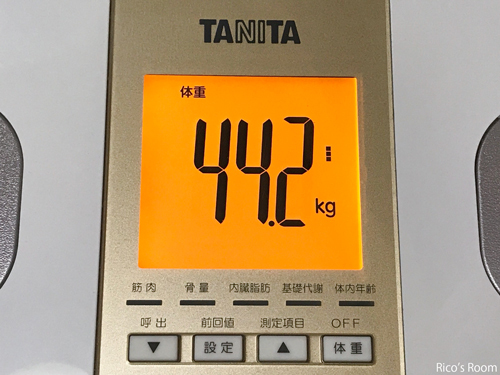 TANITA
体重
44.2 kg
筋肉 骨量 内臓脂肪 基礎代謝 体内年齢
呼出 前回値 測定項目 OFF
▼ 設定 ▲ 体重
Rico's Room